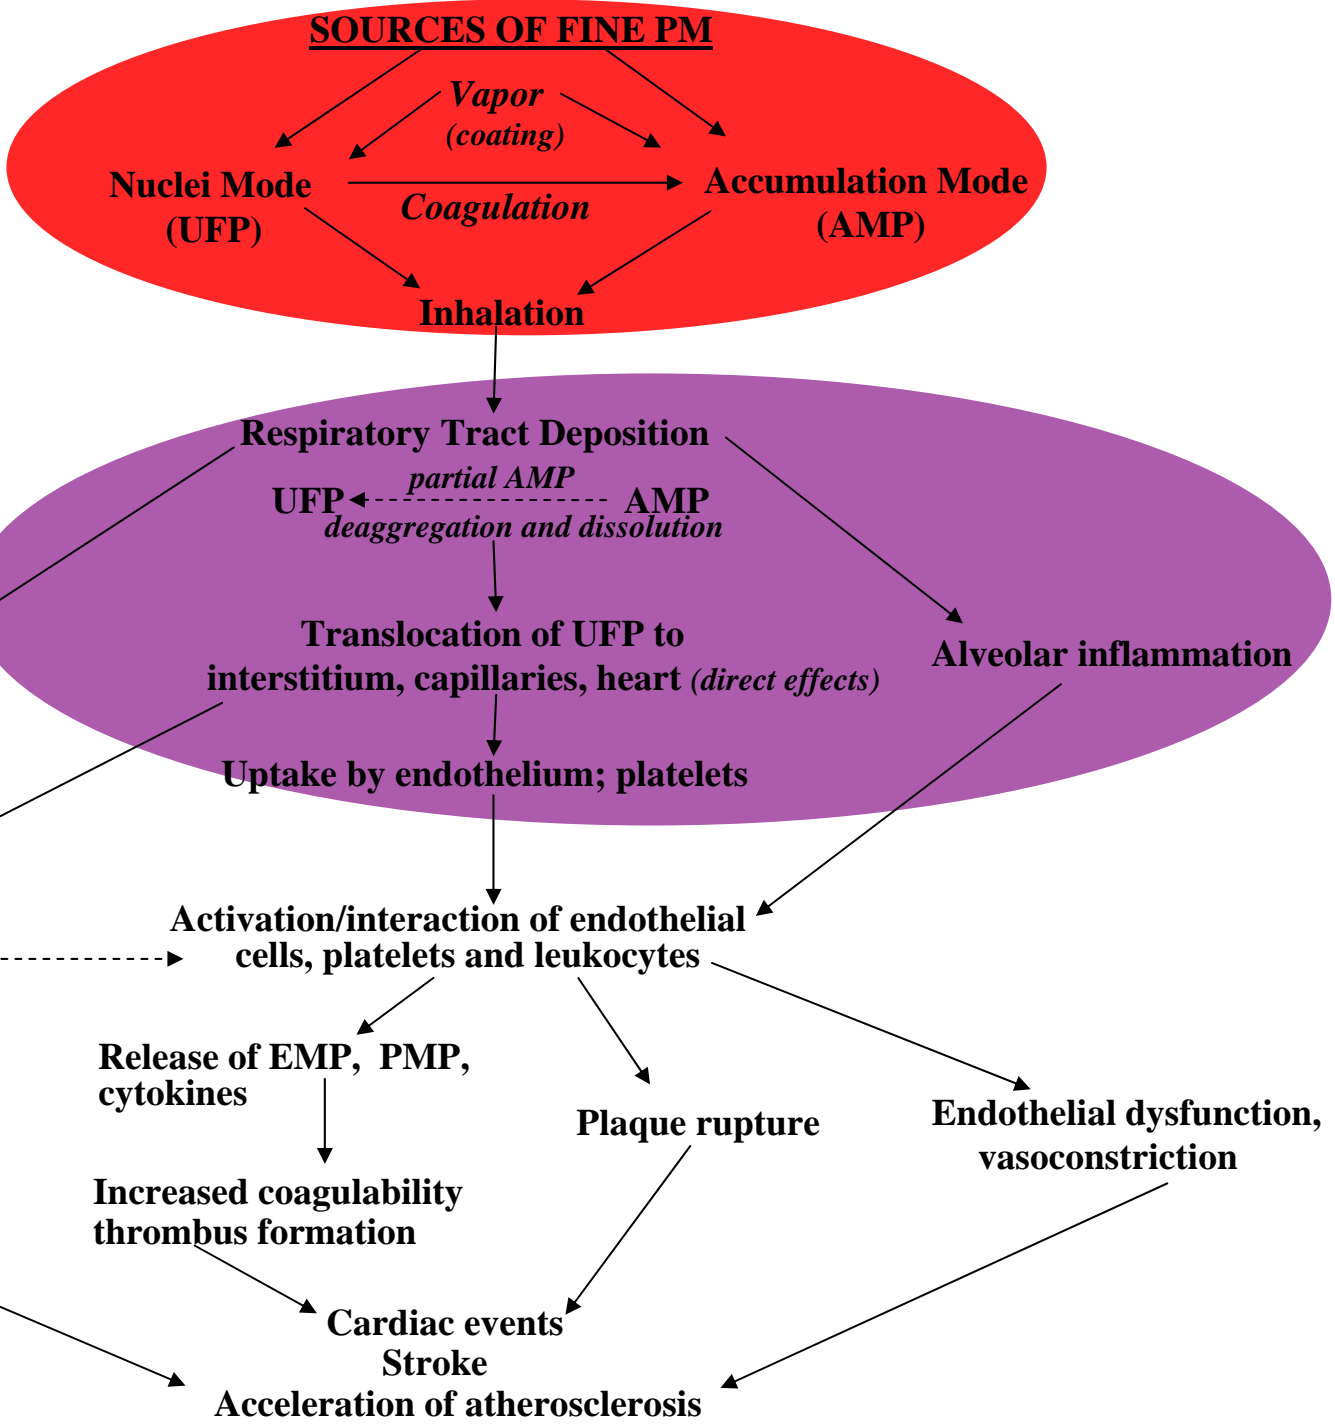 SOURCES OF FINE PM
Vapor
(coating)
Nuclei Mode
(UFP)
Coagulation
Accumulation Mode
(AMP)
Inhalation
Respiratory Tract Deposition
partial AMP
UFP
AMP
deaggregation and dissolution
Translocation of UFP to
interstitium, capillaries, heart (direct effects)
Alveolar inflammation
Uptake by endothelium; platelets
Activation/interaction of endothelial
cells, platelets and leukocytes
Release of EMP, PMP,
cytokines
Plaque rupture
Endothelial dysfunction,
vasoconstriction
Increased coagulability
thrombus formation
Cardiac events
Stroke
Acceleration of atherosclerosis